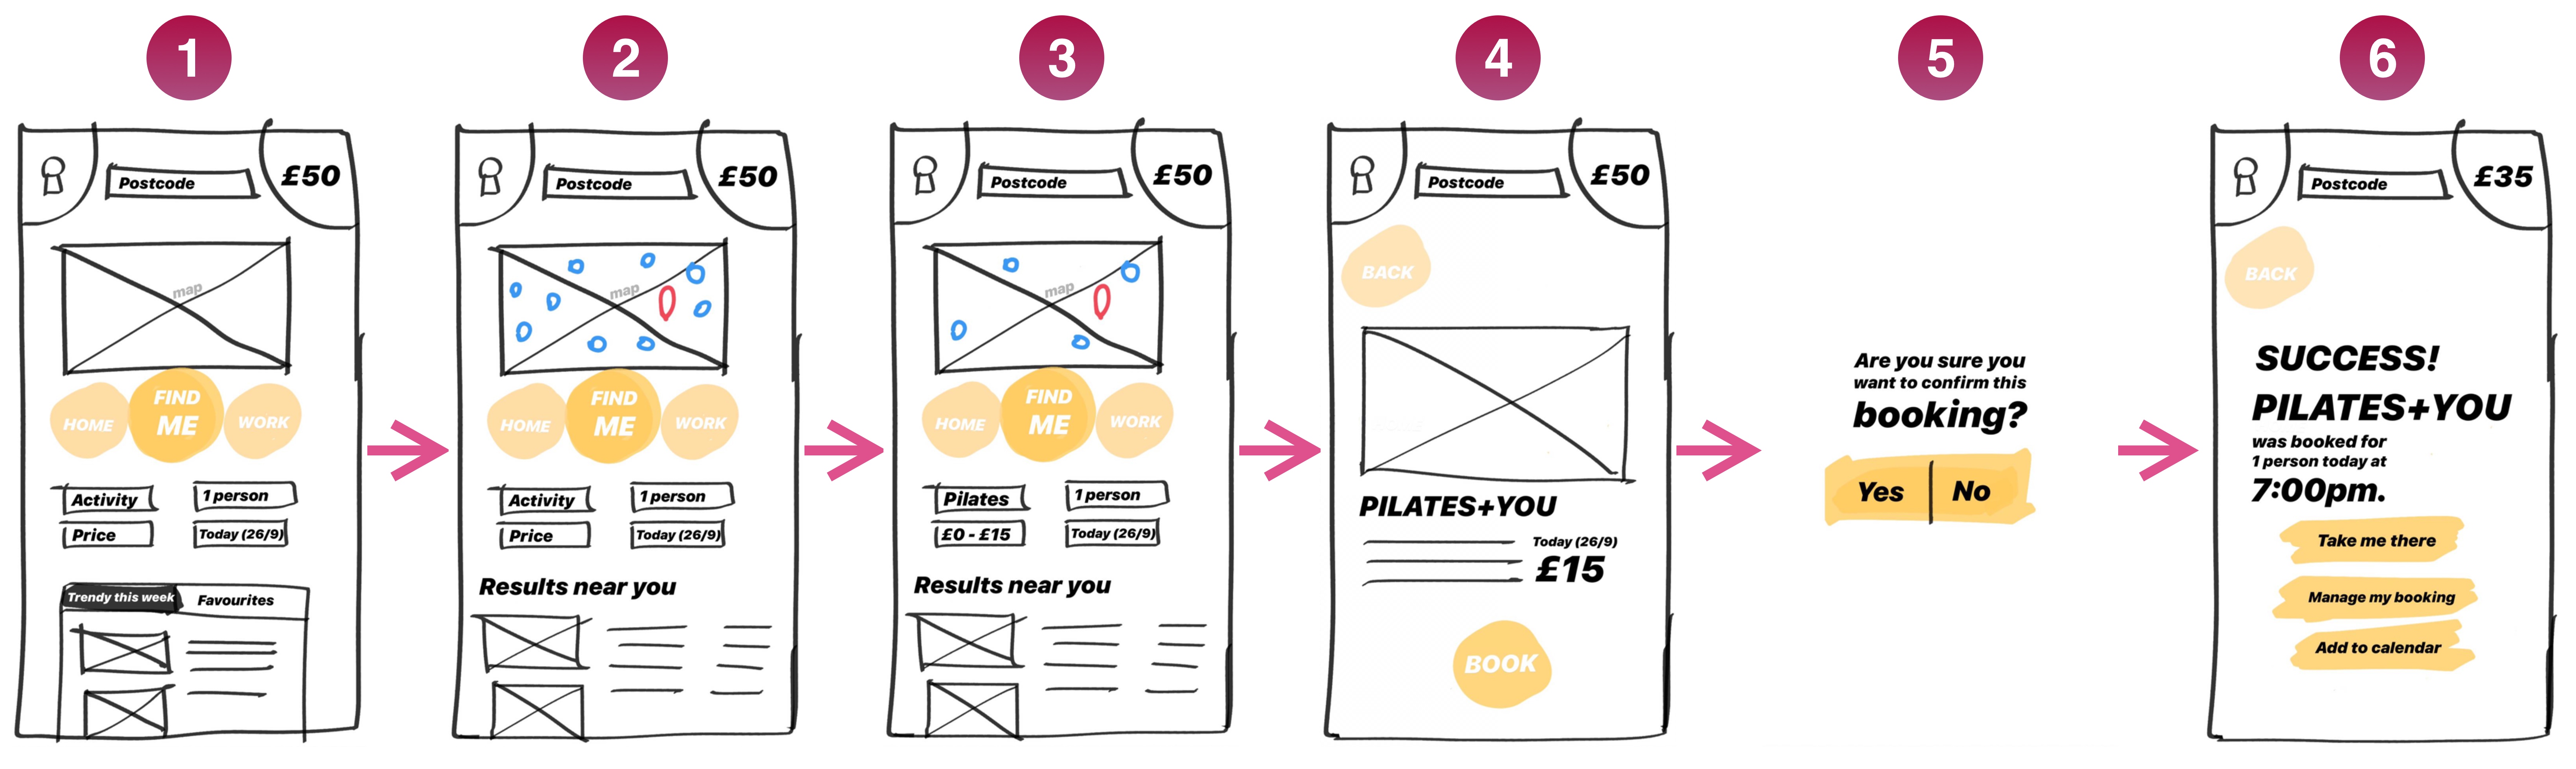 1
Postcode
£50
map
HOME
FIND
ME
WORK
Activity
1 person
Price
Today (26/9)
Trendy this week
Favourites
2
Postcode
£50
map
HOME
FIND
ME
WORK
Activity
1 person
Price
Today (26/9)
Results near you
3
Postcode
£50
map
HOME
FIND
ME
WORK
Pilates
1 person
£0 - £15
Today (26/9)
Results near you
4
Postcode
£50
BACK
PILATES+YOU
Today (26/9)
£15
BOOK
5
Are you sure you
want to confirm this
booking?
Yes
No
6
Postcode
£35
BACK
SUCCESS!
PILATES+YOU
was booked for
1 person today at
7:00pm.
Take me there
Manage my booking
Add to calendar